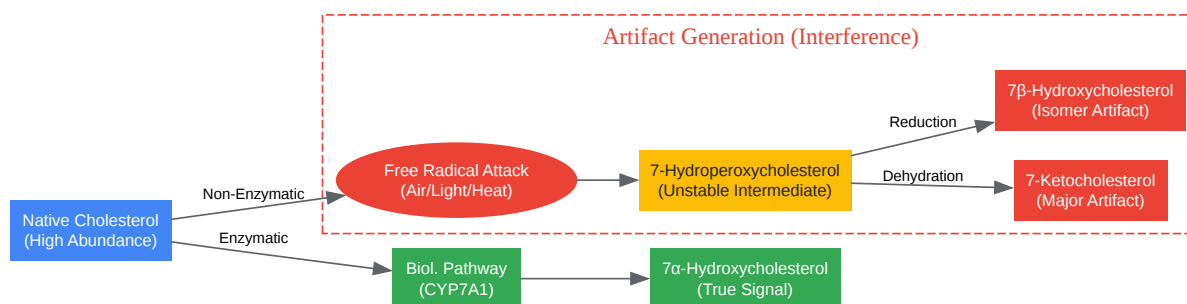 Artifact Generation (Interference)
7β-Hydroxycholesterol
(Isomer Artifact)
Reduction
Free Radical Attack
(Air/Light/Heat)
7-Hydroperoxycholesterol
(Unstable Intermediate)
Dehydration
7-Ketocholesterol
(Major Artifact)
Non-Enzymatic
Native Cholesterol
(High Abundance)
Enzymatic
Biol. Pathway
(CYP7A1)
7α-Hydroxycholesterol
(True Signal)